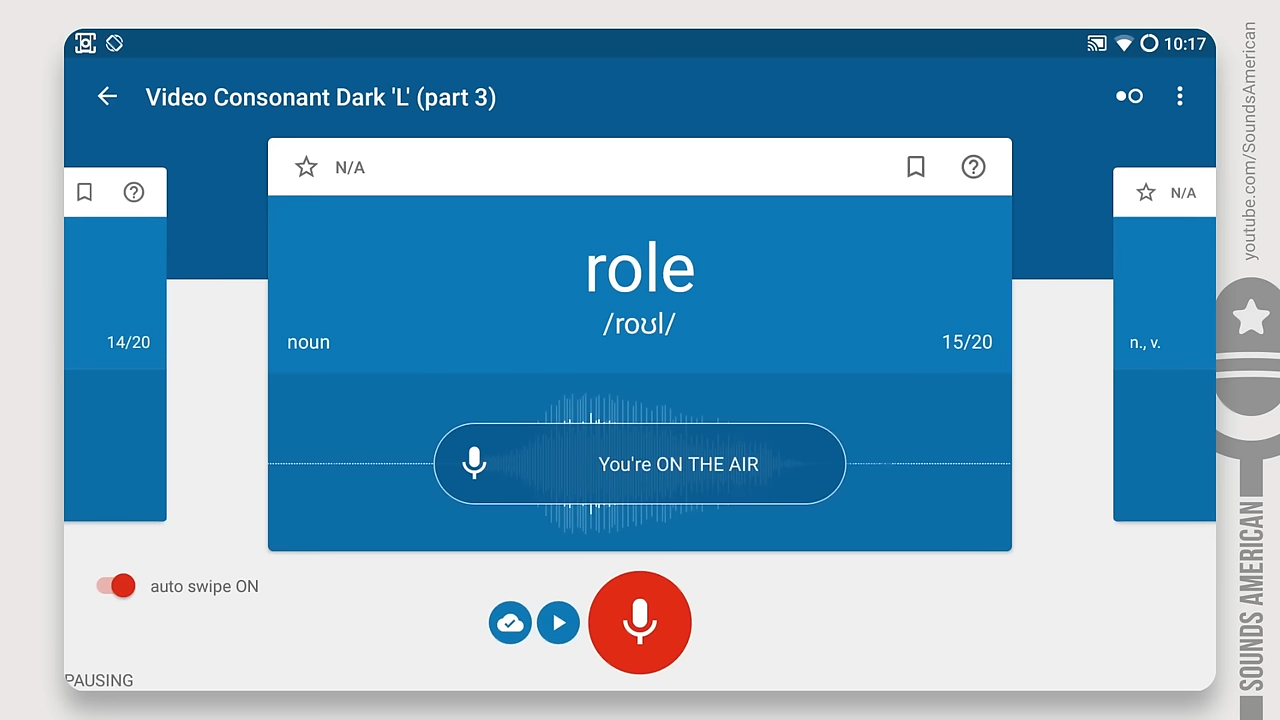 10:17
Video Consonant Dark 'L' (part 3)
N/A
N/A
role
/roʊl/
noun
15/20
14/20
n., v.
You're ON THE AIR
auto swipe ON
PAUSING
youtube.com/SoundsAmerican
SOUNDS AMERICAN